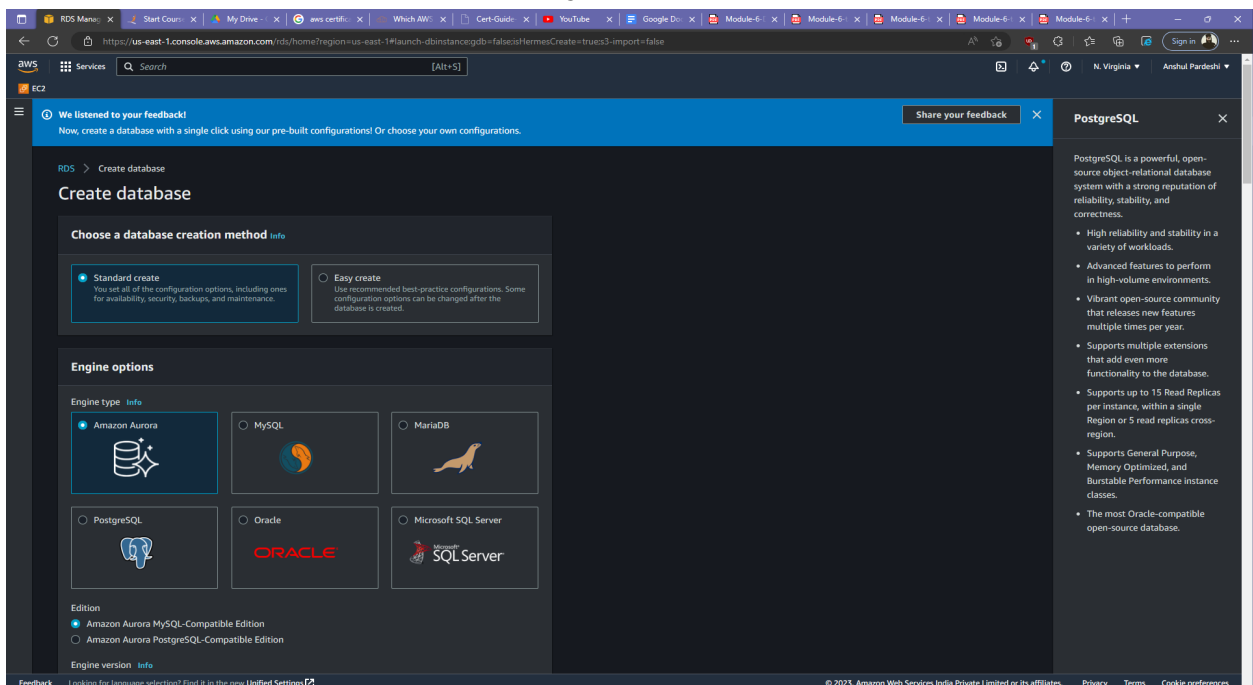 RDS Manag
Start Course
My Drive -
aws certific
Which AWS
Cert-Guide-
YouTube
Google Do
Module-6-
Module-6-
Module-6-
Module-6-
Module-6-
https://us-east-1.console.aws.amazon.com/rds/home?region=us-east-1#launch-dbinstance:gdb=false;isHermesCreate=true;s3-import=false
Sign in
aws
Services
Search
[Alt+S]
N. Virginia
Anshul Pardeshi
EC2
We listened to your feedback!
Now, create a database with a single click using our pre-built configurations! Or choose your own configurations.
Share your feedback
RDS > Create database
Create database
Choose a database creation method Info
Standard create
You set all of the configuration options, including ones
for availability, security, backups, and maintenance.
Easy create
Use recommended best-practice configurations. Some
configuration options can be changed after the
database is created.
Engine options
Engine type Info
Amazon Aurora
MySQL
MariaDB
PostgreSQL
Oracle
ORACLE
Microsoft SQL Server
Microsoft
SQL Server
Edition
Amazon Aurora MySQL-Compatible Edition
Amazon Aurora PostgreSQL-Compatible Edition
Engine version Info
PostgreSQL
PostgreSQL is a powerful, open-
source object-relational database
system with a strong reputation of
reliability, stability, and
correctness.
• High reliability and stability in a
variety of workloads.
• Advanced features to perform
in high-volume environments.
• Vibrant open-source community
that releases new features
multiple times per year.
• Supports multiple extensions
that add even more
functionality to the database.
• Supports up to 15 Read Replicas
per instance, within a single
Region or 5 read replicas cross-
region.
• Supports General Purpose,
Memory Optimized, and
Burstable Performance instance
classes.
• The most Oracle-compatible
open-source database.
Feedback
Looking for language selection? Find it in the new Unified Settings
© 2023, Amazon Web Services India Private Limited or its affiliates.
Privacy
Terms
Cookie preferences